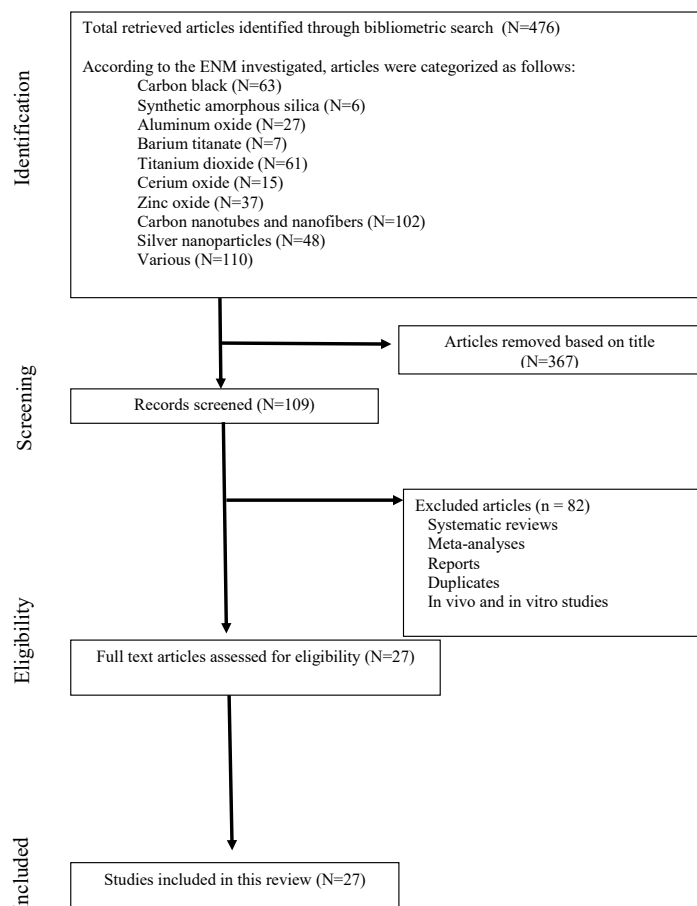 Identification
Total retrieved articles identified through bibliometric search (N=476)
According to the ENM investigated, articles were categorized as follows:
Carbon black (N=63)
Synthetic amorphous silica (N=6)
Aluminum oxide (N=27)
Barium titanate (N=7)
Titanium dioxide (N=61)
Cerium oxide (N=15)
Zinc oxide (N=37)
Carbon nanotubes and nanofibers (N=102)
Silver nanoparticles (N=48)
Various (N=110)
Screening
Articles removed based on title
(N=367)
Records screened (N=109)
Excluded articles (n = 82)
Systematic reviews
Meta-analyses
Reports
Duplicates
In vivo and in vitro studies
Eligibility
Full text articles assessed for eligibility (N=27)
Included
Studies included in this review (N=27)